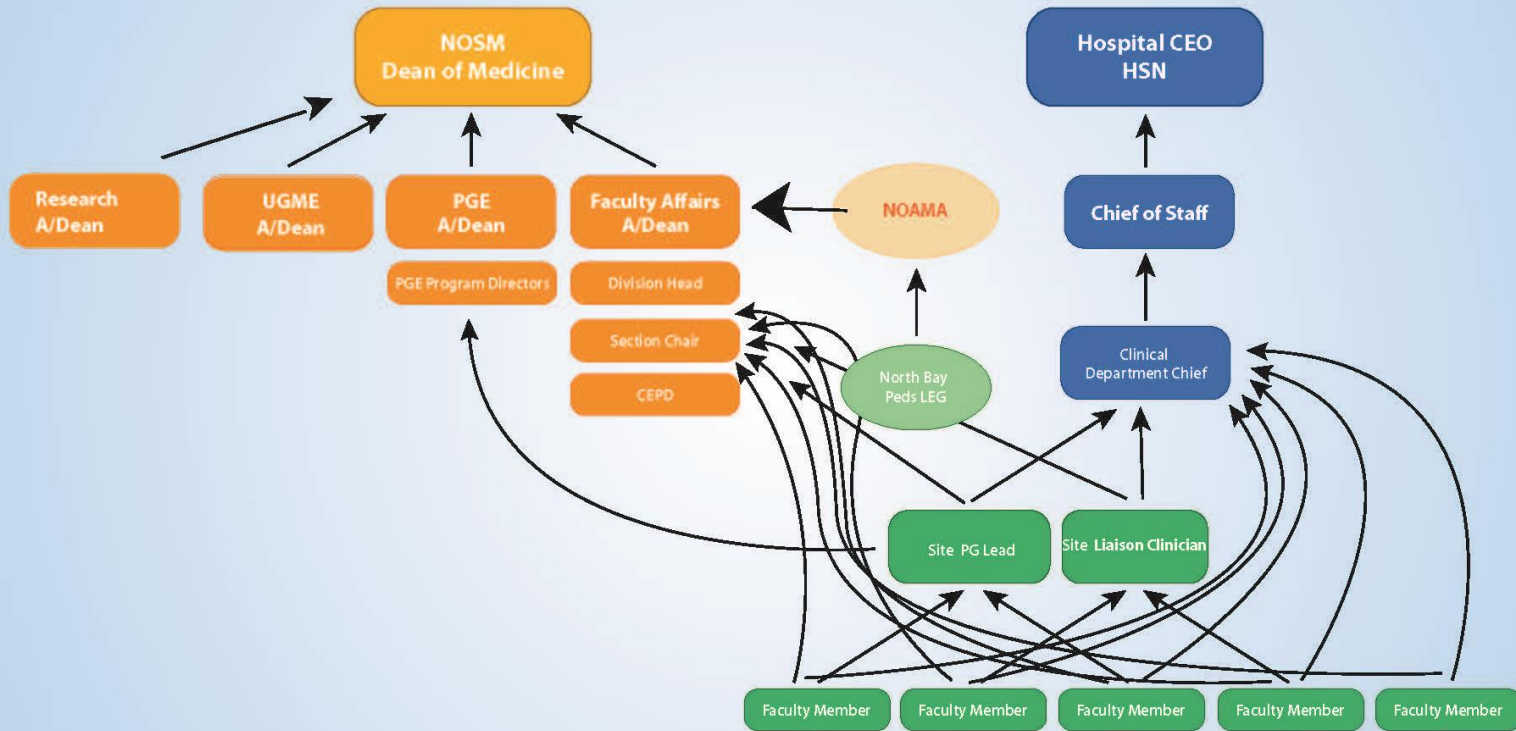 NOSM
Dean of Medicine
Hospital CEO
HSN
Research
A/Dean
UGME
A/Dean
PGE
A/Dean
Faculty Affairs
A/Dean
NOAMA
Chief of Staff
PGE Program Directors
Division Head
Section Chair
CEPD
North Bay
Peds LEG
Clinical
Department Chief
Site PG Lead
Site Liaison Clinician
Faculty Member
Faculty Member
Faculty Member
Faculty Member
Faculty Member